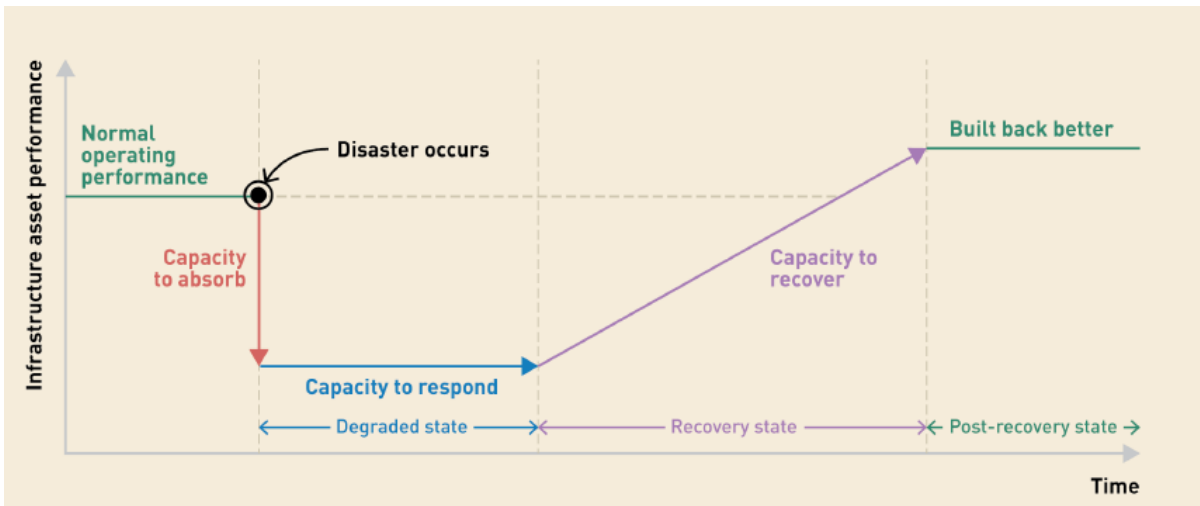 Infrastructure asset performance
Normal
operating
performance
Disaster occurs
Built back better
Capacity
to absorb
Capacity to
recover
Capacity to respond
Degraded state
Recovery state
Post-recovery state
Time